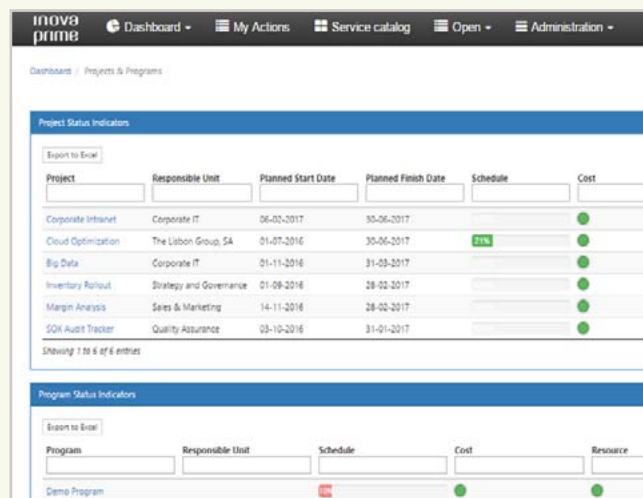 inova prime
Dashboard My Actions Service catalog Open Administration
Dashboard / Projects & Programs
Project Status Indicators
Export to Excel
Project Responsible Unit Planned Start Date Planned Finish Date Schedule Cost
Corporate Intranet Corporate IT 06-02-2017 30-06-2017
Cloud Optimization The Lisbon Group, SA 01-07-2016 30-06-2017 21%
Big Data Corporate IT 01-11-2016 31-03-2017
Inventory Rollout Strategy and Governance 01-09-2016 28-02-2017
Margin Analysis Sales & Marketing 14-11-2016 28-02-2017
SOX Audit Tracker Quality Assurance 03-10-2016 31-01-2017
Showing 1 to 6 of 6 entries
Program Status Indicators
Export to Excel
Program Responsible Unit Schedule Cost Resource
Demo Program